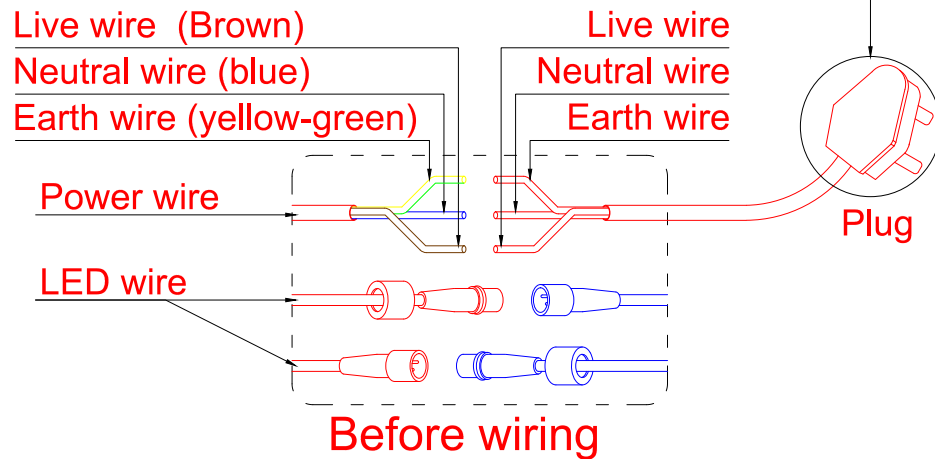 Live wire (Brown)
Neutral wire (blue)
Earth wire (yellow-green)
Live wire
Neutral wire
Earth wire
Power wire
LED wire
Plug
Before wiring